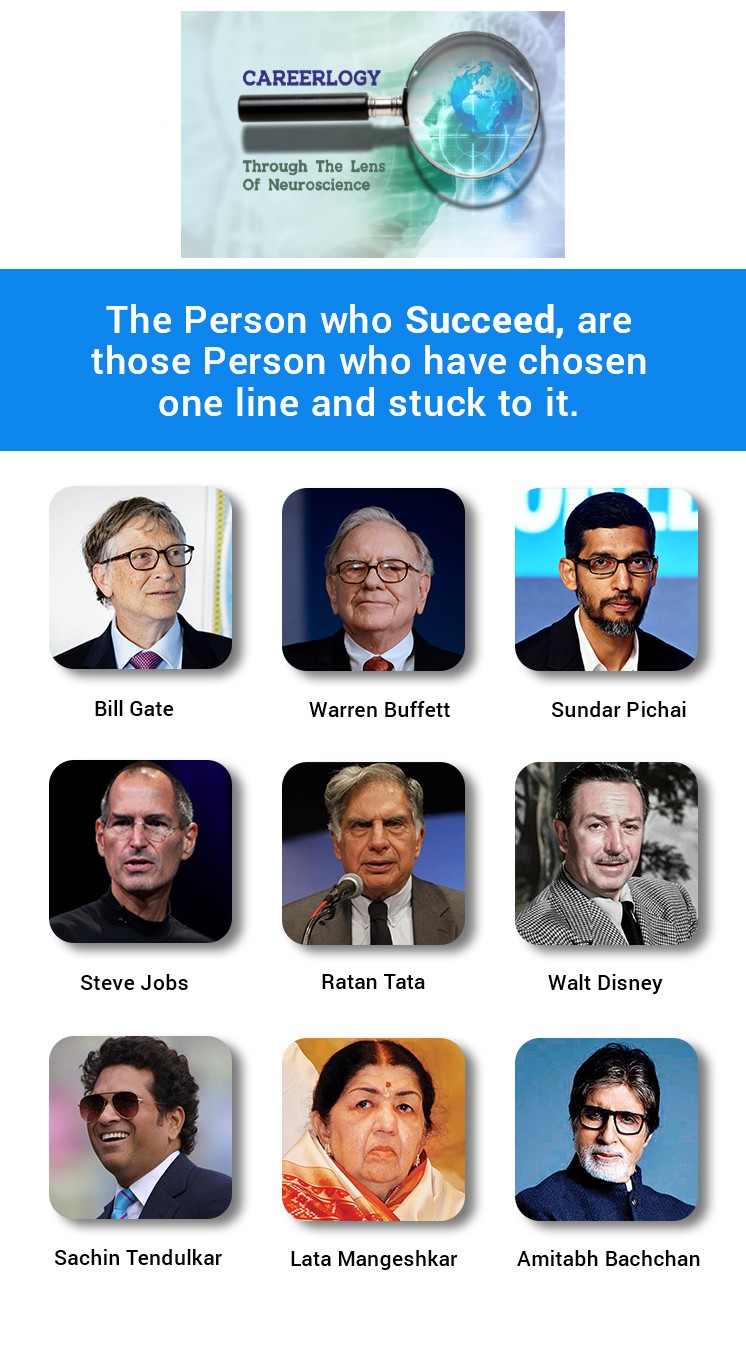 CAREERLOGY
Through The Lens
Of Neuroscience
The Person who Succeed, are
those Person who have chosen
one line and stuck to it.
Bill Gate
Warren Buffett
Sundar Pichai
Steve Jobs
Ratan Tata
Walt Disney
Sachin Tendulkar
Lata Mangeshkar
Amitabh Bachchan